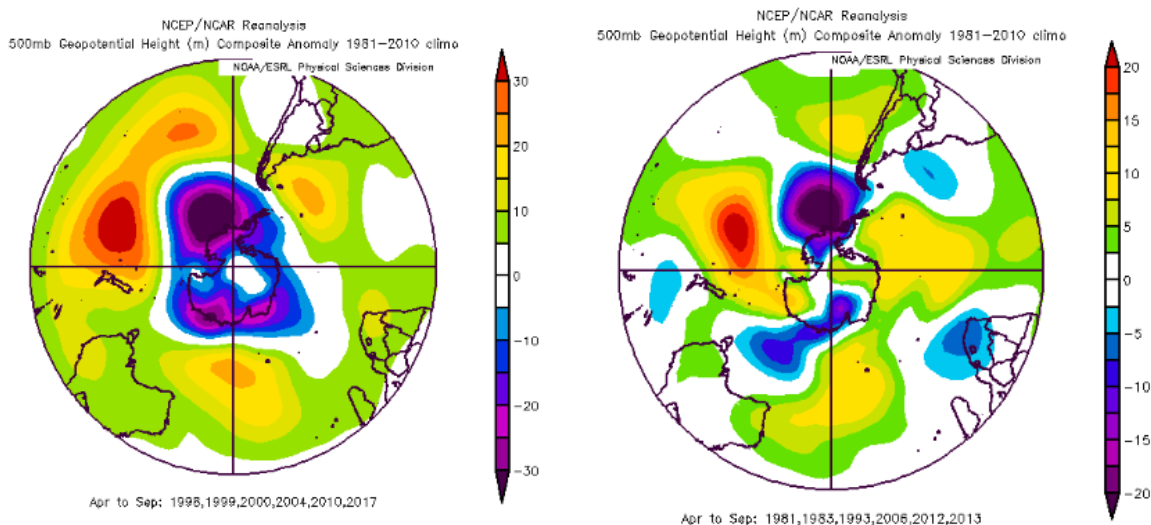 NCEP/NCAR Reanalysis
500mb Geopotential Height (m) Composite Anomaly 1981-2010 climo
NOAA/ESRL Physical Sciences Division
30
20
10
0
-10
-20
-30
Apr to Sep: 1998,1999,2000,2004,2010,2017
NCEP/NCAR Reanalysis
500mb Geopotential Height (m) Composite Anomaly 1981-2010 climo
NOAA/ESRL Physical Sciences Division
20
15
10
5
0
-5
-10
-15
-20
Apr to Sep: 1981,1983,1993,2006,2012,2013